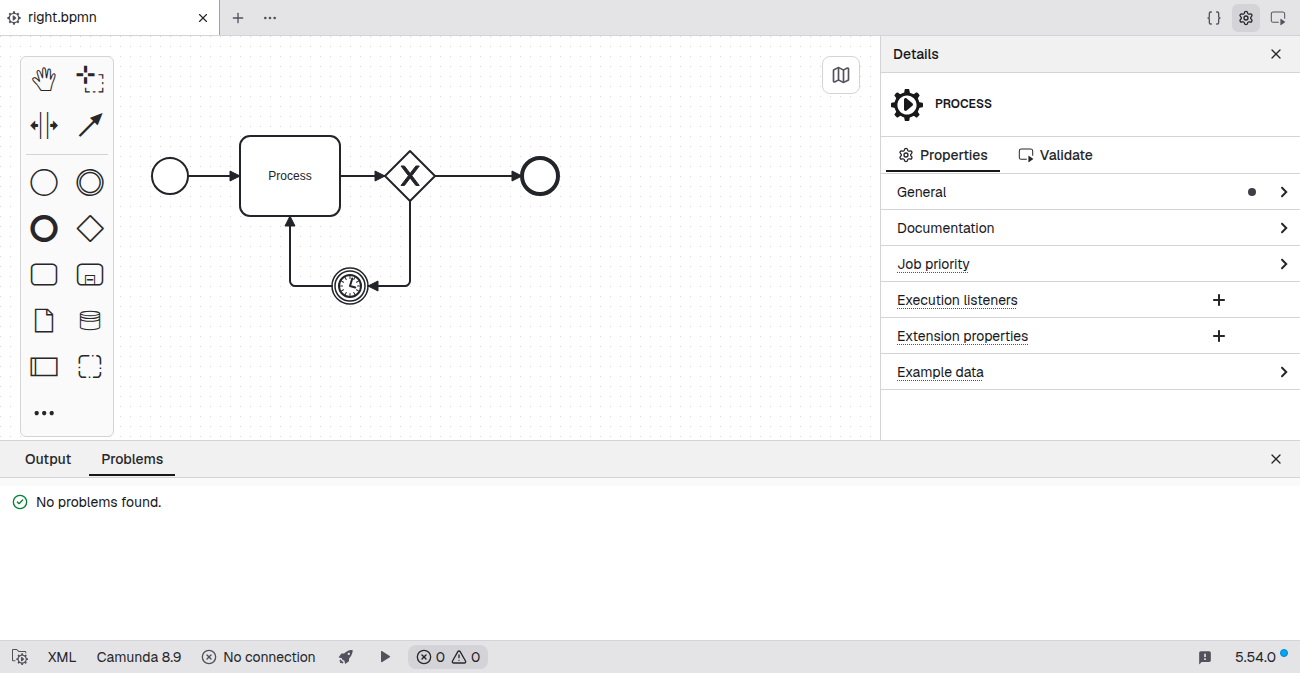 right.bpmn
Details
PROCESS
Properties Validate
General
Documentation
Job priority
Execution listeners
Extension properties
Example data
Process
Output Problems
No problems found.
XML Camunda 8.9 No connection 0 0 5.54.0